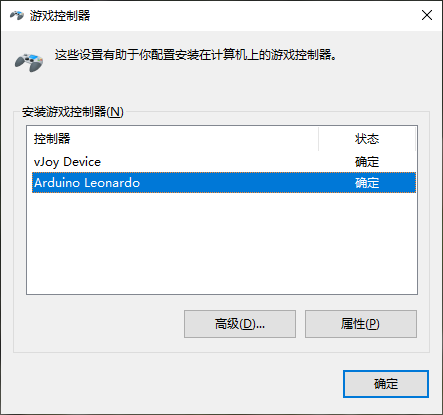 游戏控制器
这些设置有助于你配置安装在计算机上的游戏控制器。
安装游戏控制器(N)
控制器 状态
vJoy Device 确定
Arduino Leonardo 确定
高级(D)... 属性(P)
确定